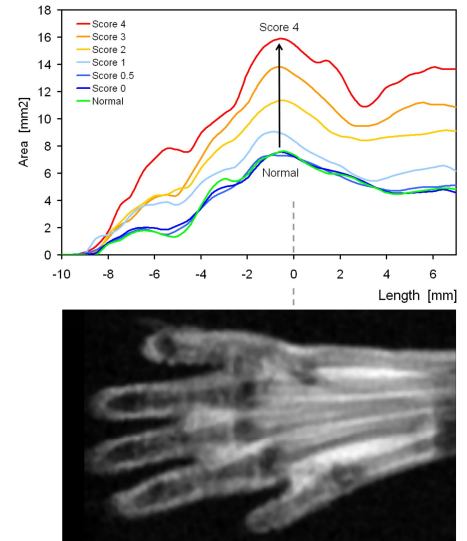 18
16
14
12
10
8
6
4
2
0
Area [mm2]
Score 4
Score 3
Score 2
Score 1
Score 0.5
Score 0
Normal
Score 4
Normal
-10 -8 -6 -4 -2 0 2 4 6
Length [mm]